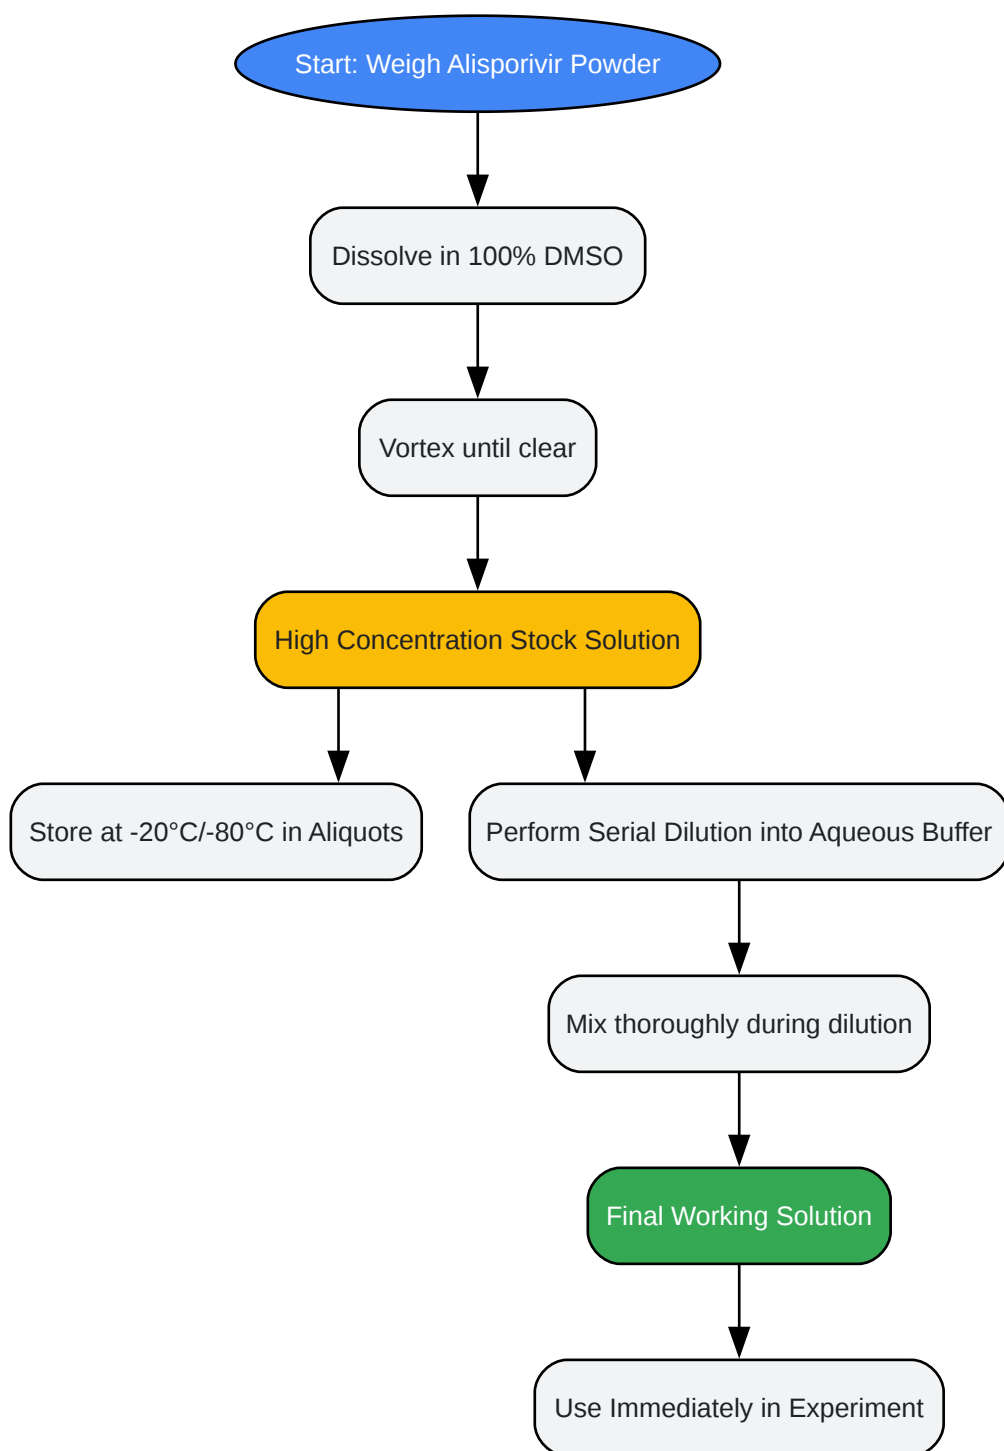 Start: Weigh Alisporivir Powder
Dissolve in 100% DMSO
Vortex until clear
High Concentration Stock Solution
Store at -20°C/-80°C in Aliquots
Perform Serial Dilution into Aqueous Buffer
Mix thoroughly during dilution
Final Working Solution
Use Immediately in Experiment